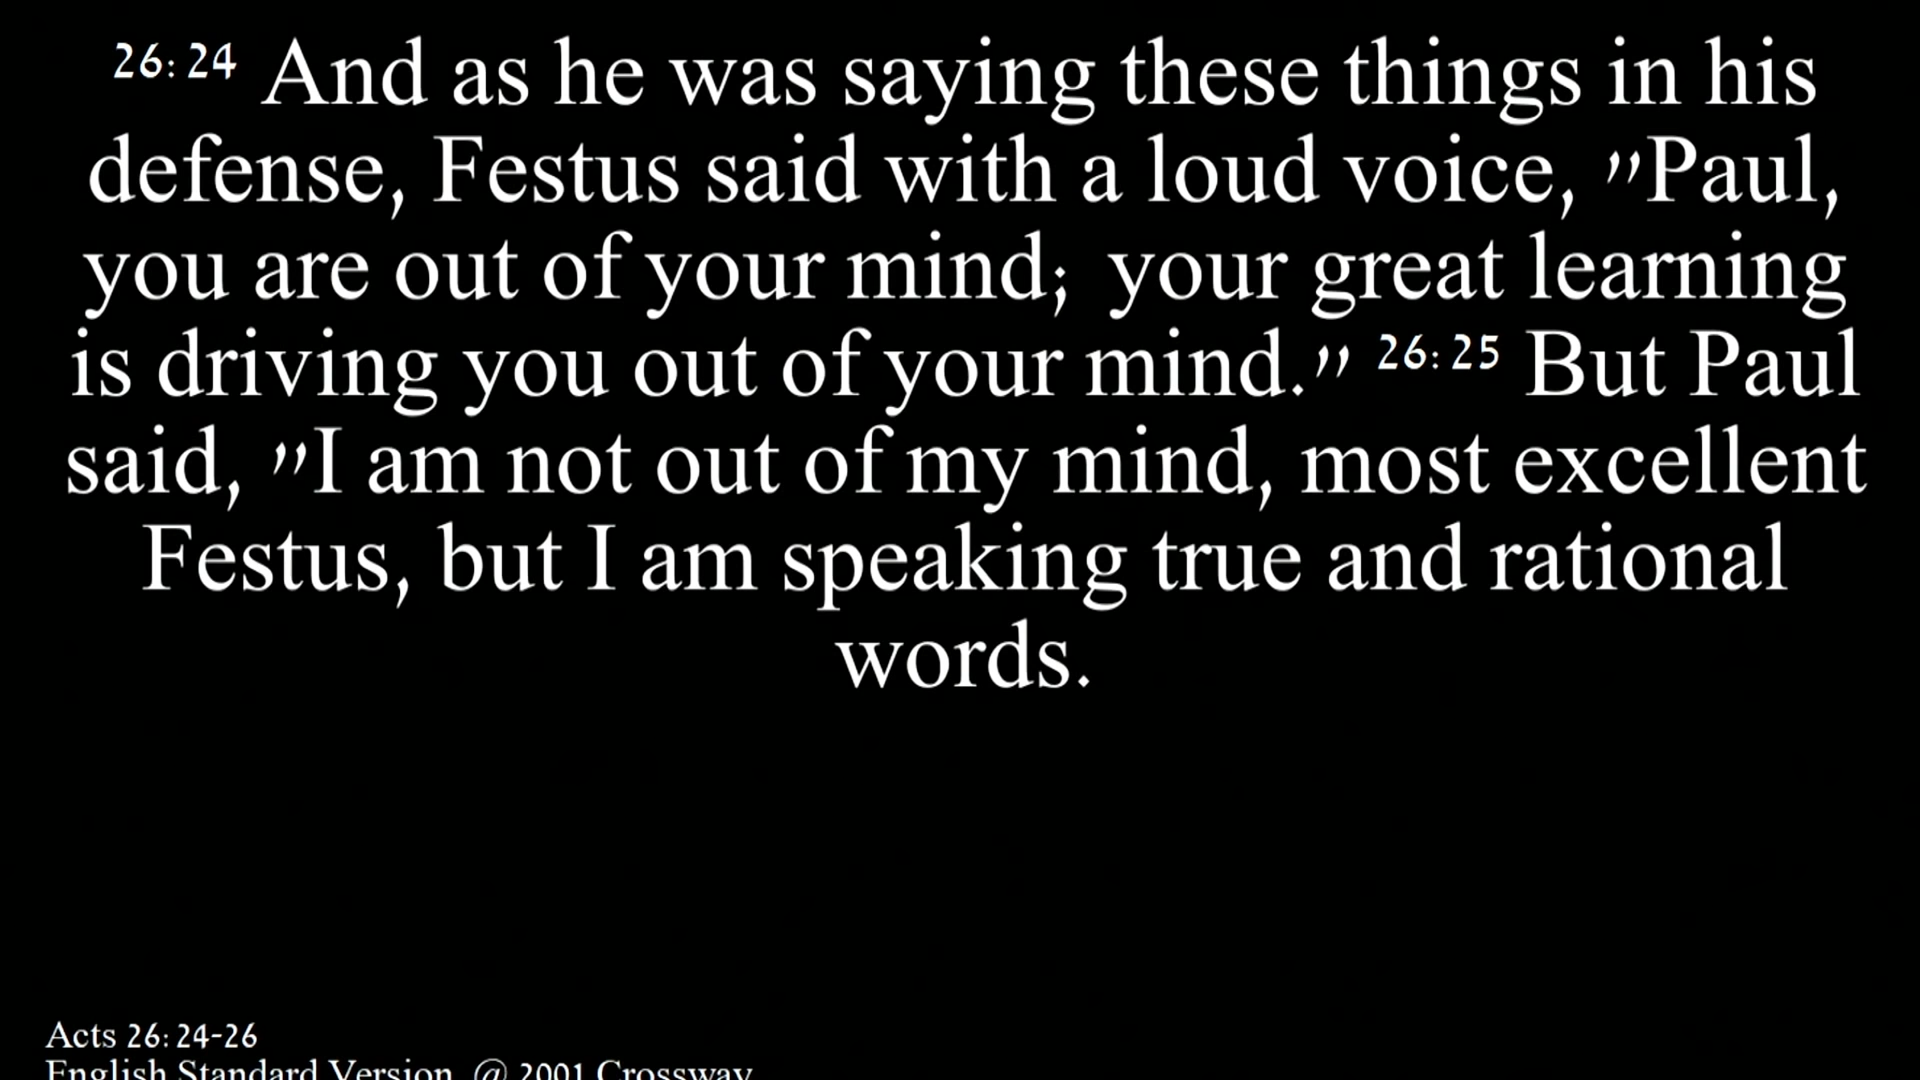 26:24 And as he was saying these things in his
defense, Festus said with a loud voice, "Paul,
you are out of your mind; your great learning
is driving you out of your mind." 26:25 But Paul
said, "I am not out of my mind, most excellent
Festus, but I am speaking true and rational
words.
Acts 26:24-26
English Standard Version, @ 2001 Crossway